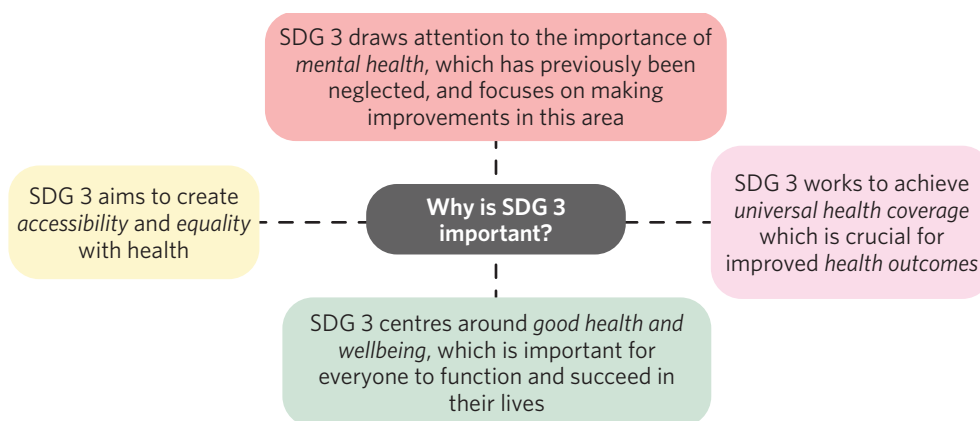 SDG 3 draws attention to the importance of
mental health, which has previously been
neglected, and focuses on making
improvements in this area
SDG 3 aims to create
accessibility and equality
with health
Why is SDG 3
important?
SDG 3 works to achieve
universal health coverage
which is crucial for
improved health outcomes
SDG 3 centres around good health and
wellbeing, which is important for
everyone to function and succeed in
their lives